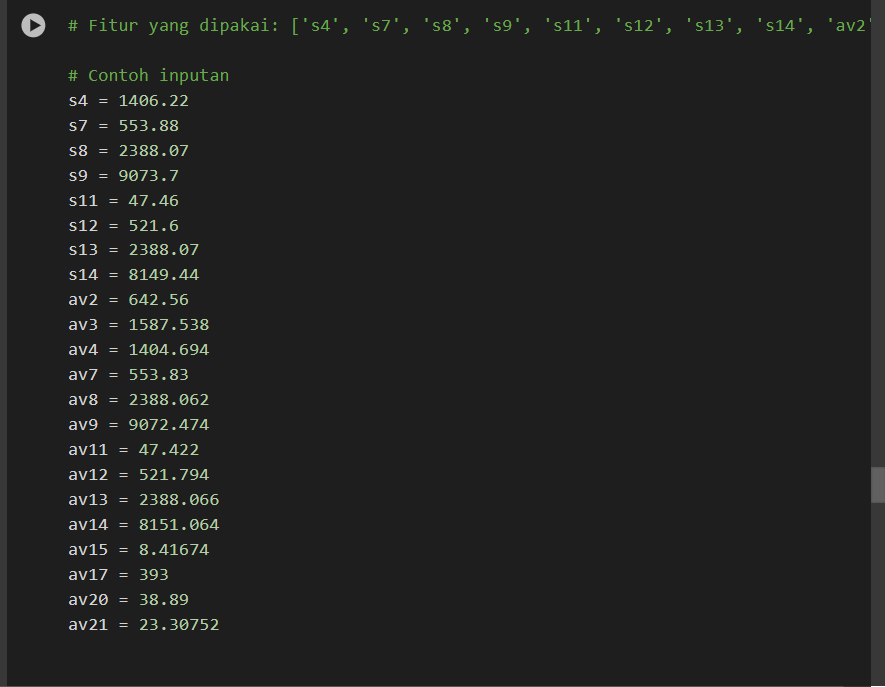 # Fitur yang dipakai: ['s4', 's7', 's8', 's9', 's11', 's12', 's13', 's14', 'av2'
# Contoh inputan
s4 = 1406.22
s7 = 553.88
s8 = 2388.07
s9 = 9073.7
s11 = 47.46
s12 = 521.6
s13 = 2388.07
s14 = 8149.44
av2 = 642.56
av3 = 1587.538
av4 = 1404.694
av7 = 553.83
av8 = 2388.062
av9 = 9072.474
av11 = 47.422
av12 = 521.794
av13 = 2388.066
av14 = 8151.064
av15 = 8.41674
av17 = 393
av20 = 38.89
av21 = 23.30752